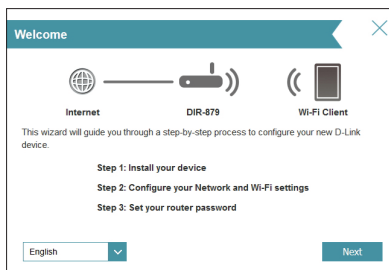 Welcome
Internet
DIR-879
Wi-Fi Client
This wizard will guide you through a step-by-step process to configure your new D-Link
device.
Step 1: Install your device
Step 2: Configure your Network and Wi-Fi settings
Step 3: Set your router password
English
Next